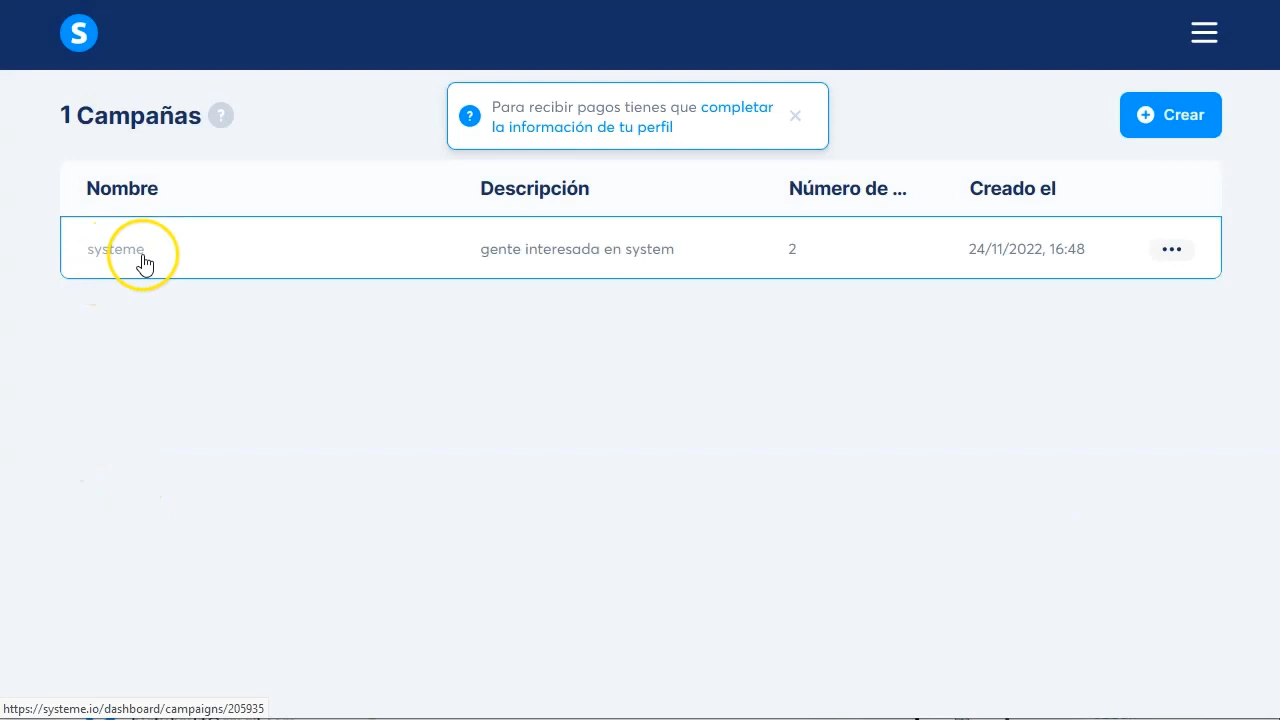 S
1 Campañas ?
? Para recibir pagos tienes que completar
la información de tu perfil
Crear
Nombre Descripción Número de ... Creado el
systeme gente interesada en system 2 24/11/2022, 16:48
https://systeme.io/dashboard/campaigns/205935